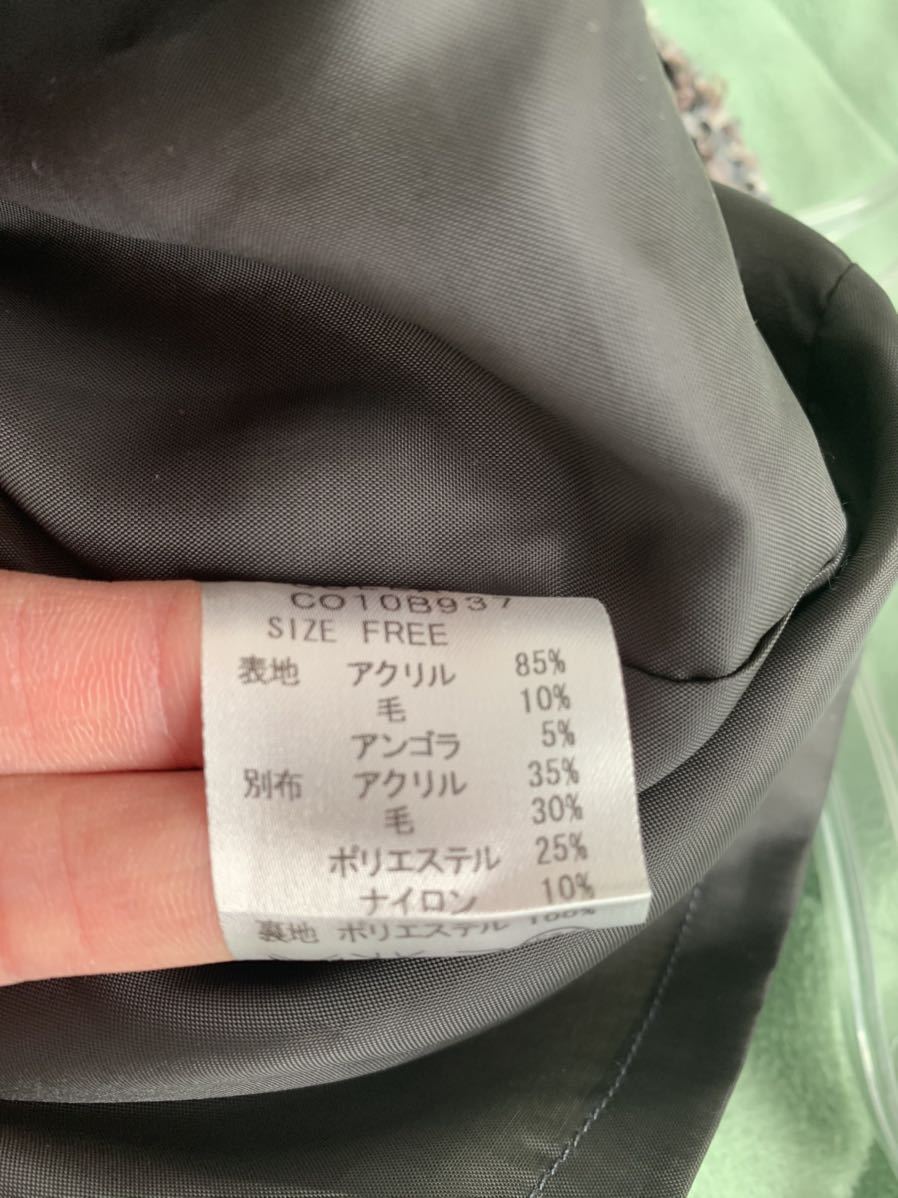 CO10B937
SIZE FREE
表地 アクリル 85%
毛 10%
アンゴラ 5%
別布 アクリル 35%
毛 30%
ポリエステル 25%
ナイロン 10%
裏地 ポリエステル 100%